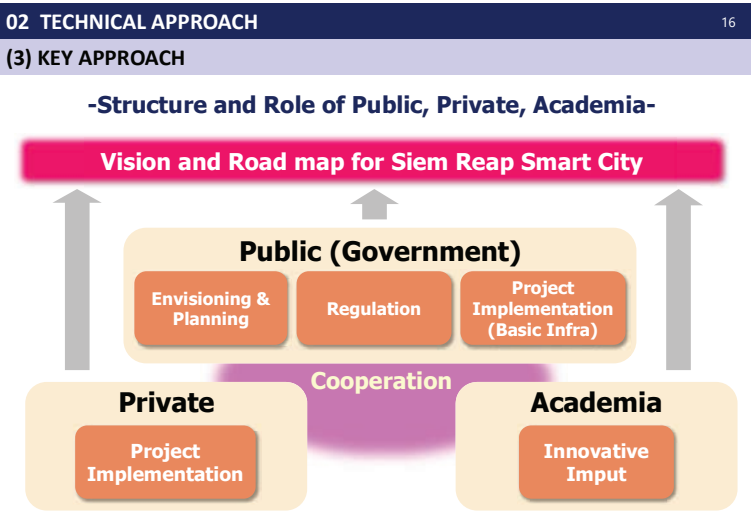 02 TECHNICAL APPROACH
16
(3) KEY APPROACH
-Structure and Role of Public, Private, Academia-
Vision and Road map for Siem Reap Smart City
Public (Government)
Envisioning &
Planning
Regulation
Project
Implementation
(Basic Infra)
Cooperation
Private
Project
Implementation
Academia
Innovative
Imput